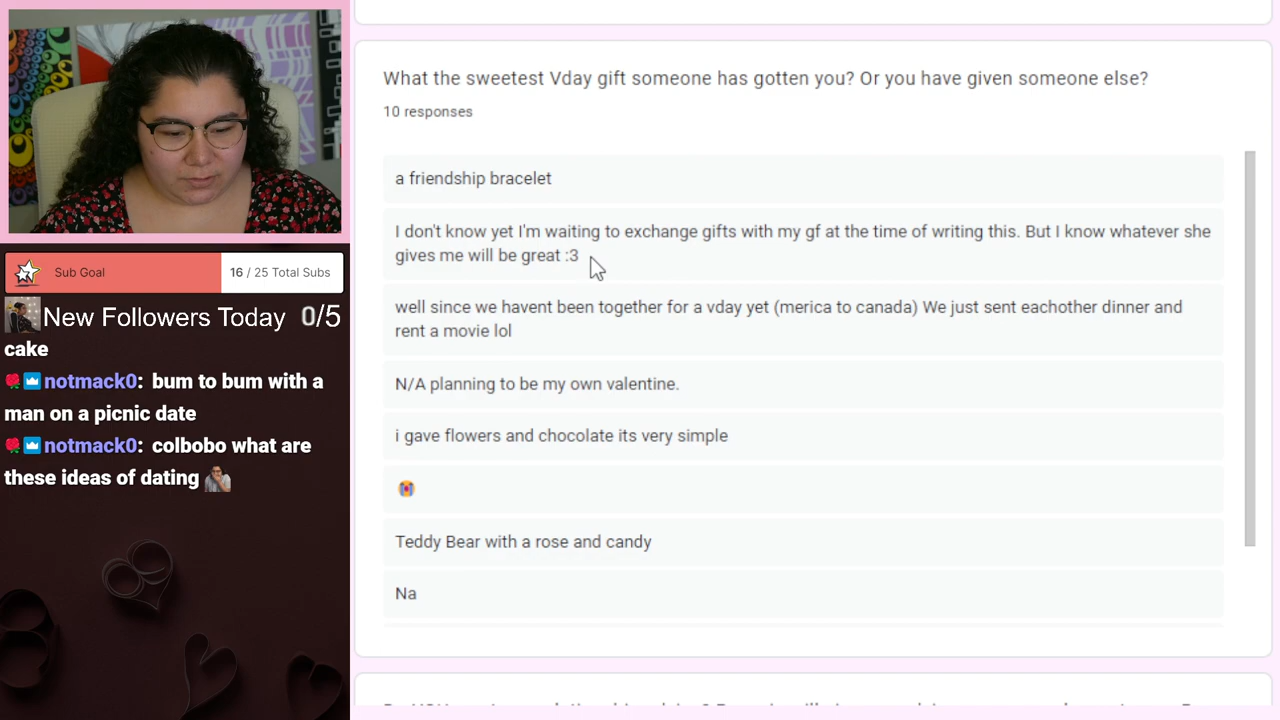 What the sweetest Vday gift someone has gotten you? Or you have given someone else?
10 responses
a friendship bracelet
I don't know yet I'm waiting to exchange gifts with my gf at the time of writing this. But I know whatever she
gives me will be great :3
well since we havent been together for a vday yet (merica to canada) We just sent eachother dinner and
rent a movie lol
N/A planning to be my own valentine.
i gave flowers and chocolate its very simple
😭
Teddy Bear with a rose and candy
Na
Sub Goal
16 / 25 Total Subs
New Followers Today 0/5
cake
notmack0: bum to bum with a
man on a picnic date
notmack0: colbobo what are
these ideas of dating